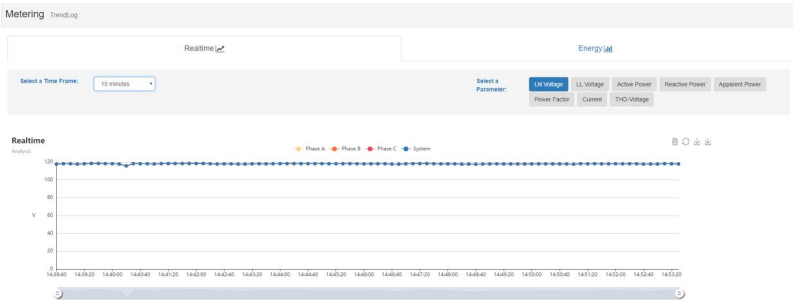 Metering TrendLog
Realtime
Energy
Select a Time Frame:
15 minutes
Select a Parameter:
LN Voltage LL Voltage Active Power Reactive Power Apparent Power
Power Factor Current THD-Voltage
Realtime
Analysis
Phase A Phase B Phase C System
120
100
80
V 60
40
20
0
14:38:40 14:39:20 14:40:00 14:40:40 14:41:20 14:42:00 14:42:40 14:43:20 14:44:00 14:44:40 14:45:20 14:46:00 14:46:40 14:47:20 14:48:00 14:48:40 14:49:20 14:50:00 14:50:40 14:51:20 14:52:00 14:52:40 14:53:20